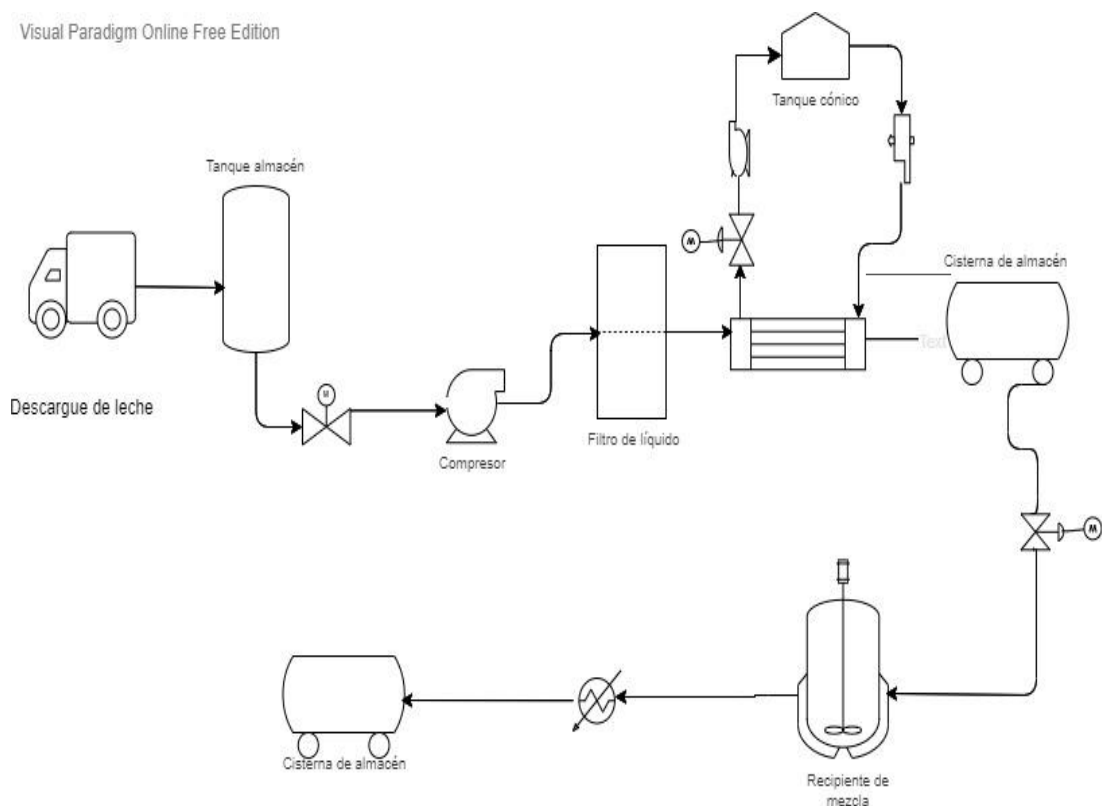 Visual Paradigm Online Free Edition
Tanque cónico
Tanque almacén
Cisterna de almacén
M
Text
M
Descargue de leche
Compresor
Filtro de líquido
M
Cisterna de almacén
Recipiente de
mezcla